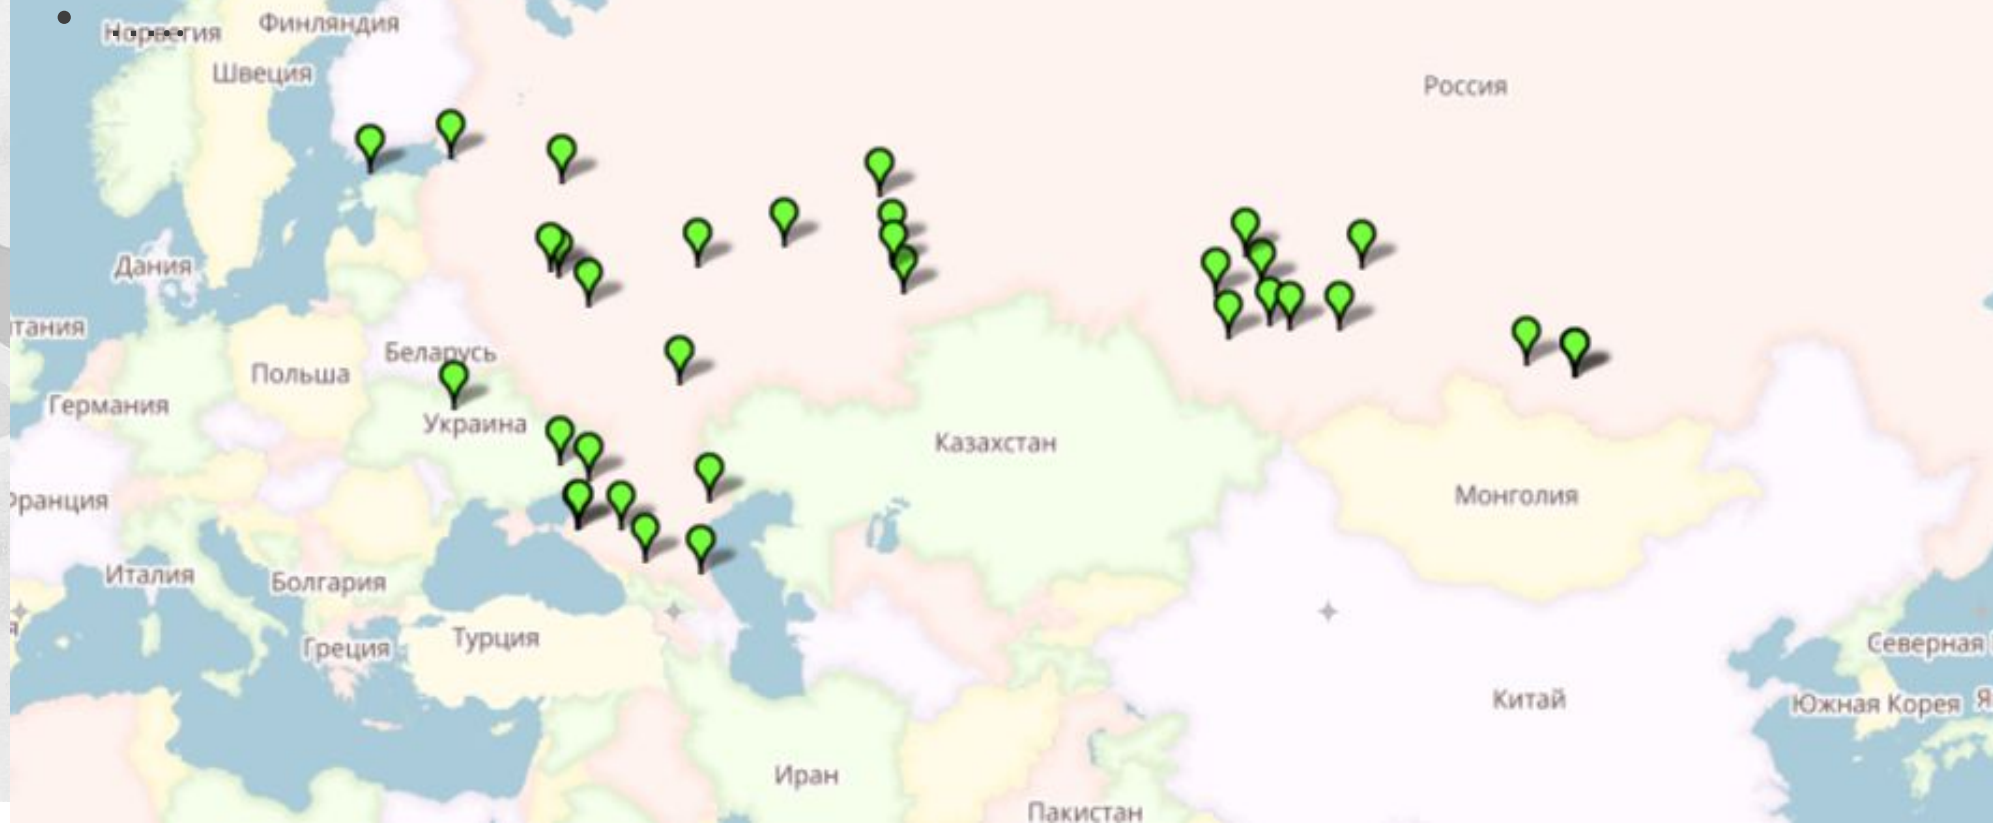 Норвегия
Финляндия
Швеция
Россия
Дания
тания
Беларусь
Польша
Германия
Украина
Казахстан
Монголия
Франция
Италия
Болгария
Турция
Греция
Северная
Китай
Южная Корея
Я
я
Иран
Пакистан